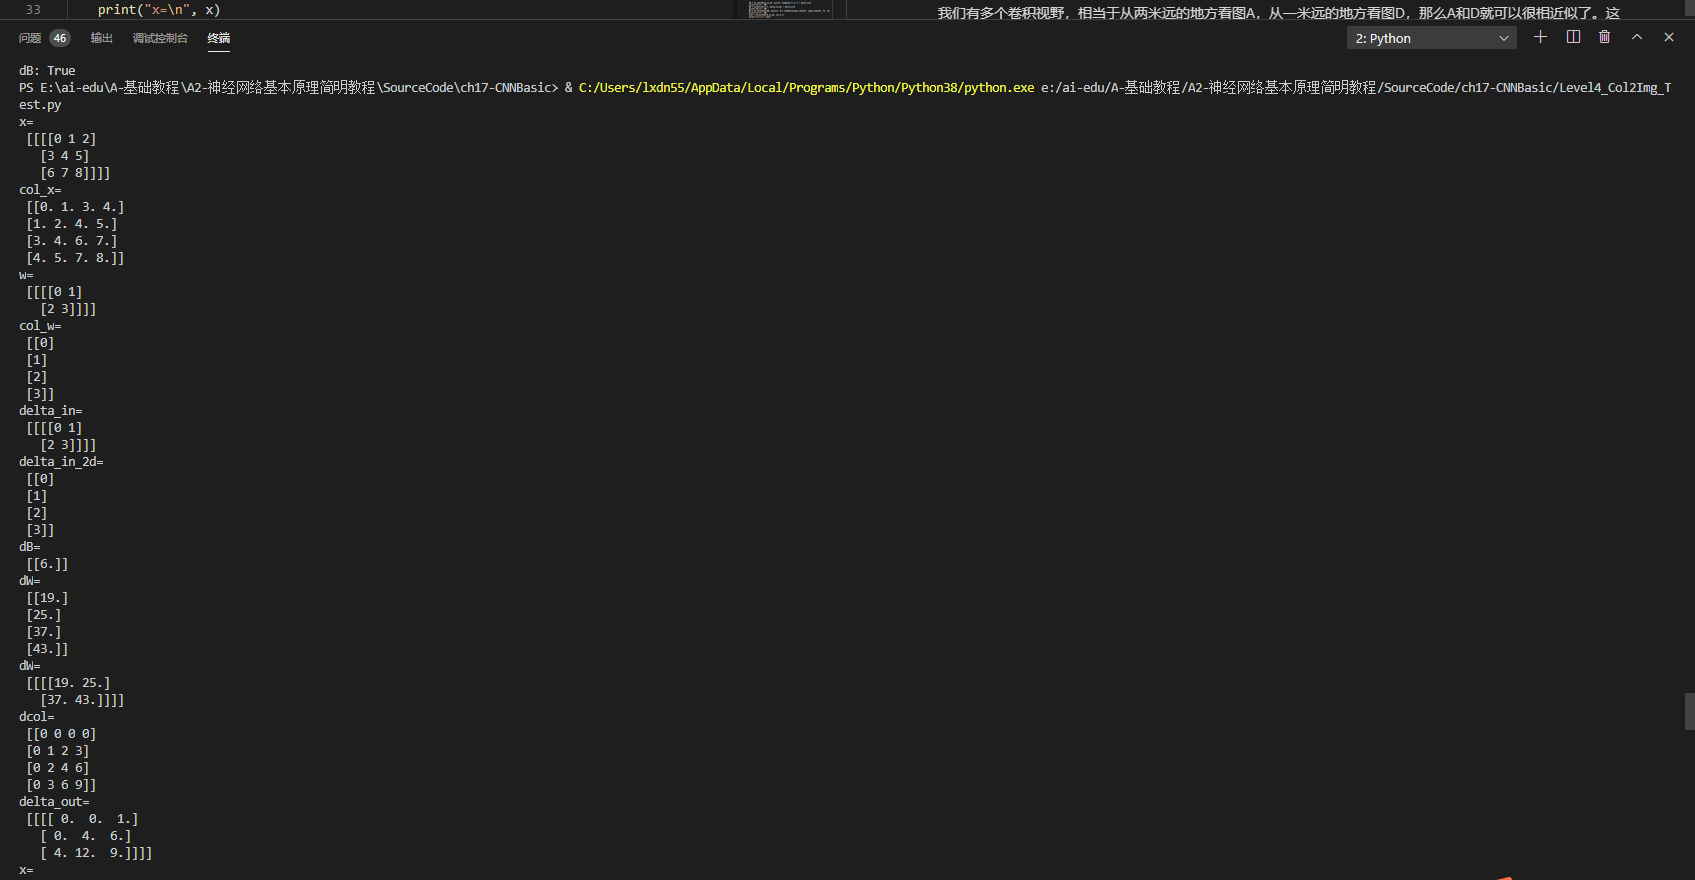 33 print("x=\n", x)
我们有多个卷积视野，相当于从两米远的地方看图A，从一米远的地方看图D，那么A和D就可以很相近似了。这
问题 46 输出 调试控制台 终端 2: Python
dB: True
PS E:\ai-edu\A-基础教程\A2-神经网络基本原理简明教程\SourceCode\ch17-CNNBasic> & C:/Users/lxdn55/AppData/Local/Programs/Python/Python38/python.exe e:/ai-edu/A-基础教程/A2-神经网络基本原理简明教程/SourceCode/ch17-CNNBasic/Level4_Col2Img_T
est.py
x=
[[[[0 1 2]
[3 4 5]
[6 7 8]]]]
col_x=
[[0. 1. 3. 4.]
[1. 2. 4. 5.]
[3. 4. 6. 7.]
[4. 5. 7. 8.]]
w=
[[[[0 1]
[2 3]]]]
col_w=
[[0]
[1]
[2]
[3]]
delta_in=
[[[[0 1]
[2 3]]]]
delta_in_2d=
[[0]
[1]
[2]
[3]]
dB=
[[6.]]
dW=
[[19.]
[25.]
[37.]
[43.]]
dW=
[[[[19. 25.]
[37. 43.]]]]
dcol=
[[0 0 0 0]
[0 1 2 3]
[0 2 4 6]
[0 3 6 9]]
delta_out=
[[[[ 0. 0. 1.]
[ 0. 4. 6.]
[ 4. 12. 9.]]]]
x=